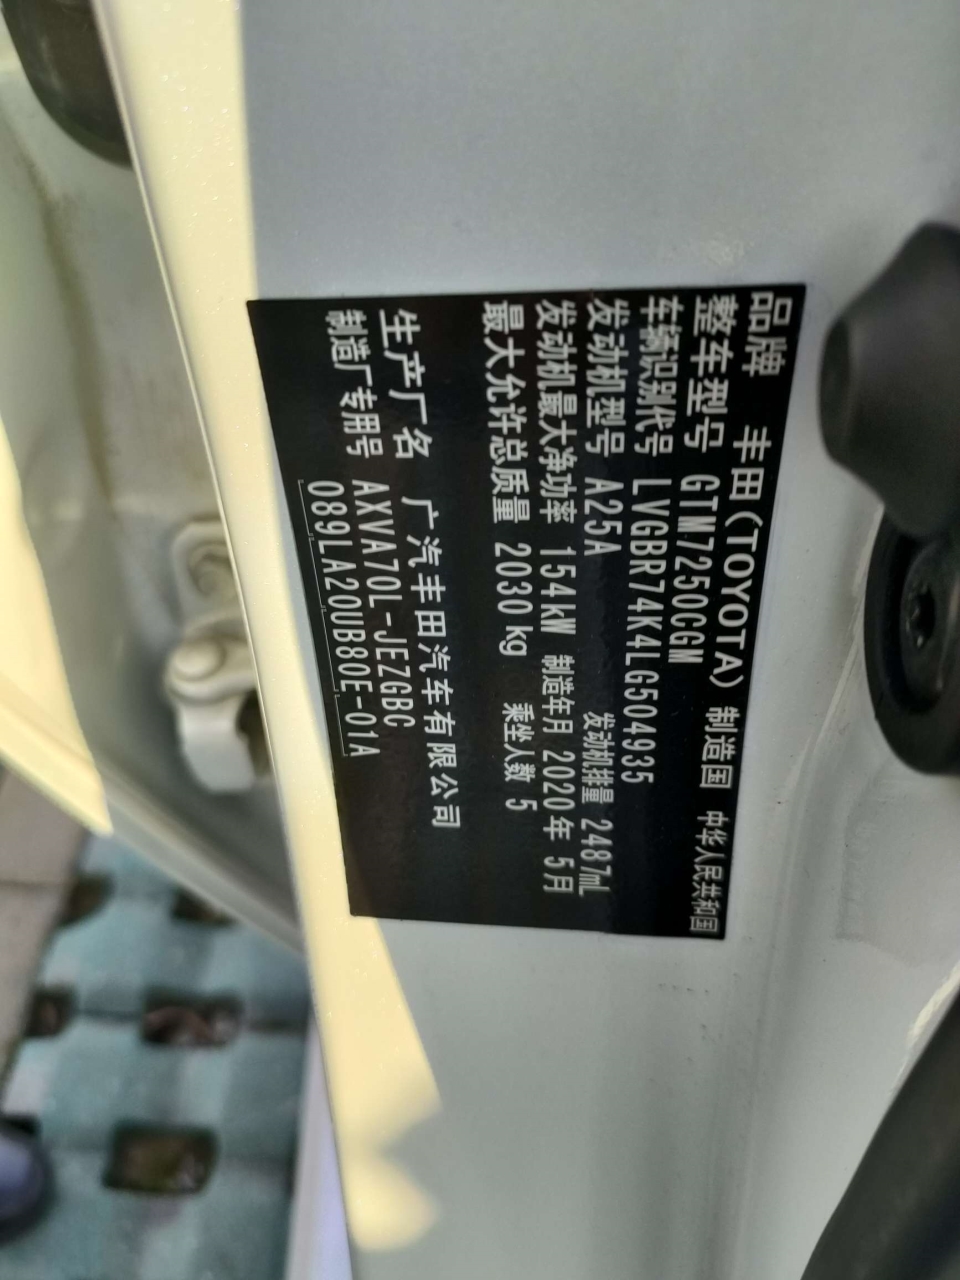 品牌 丰田(TOYOTA) 制造国 中华人民共和国
整车型号 GTM7250CGM
车辆识别代号 LVGBR74K4LG504935
发动机型号 A25A 发动机排量 2487mL
发动机最大净功率 154kW 制造年月 2020年 5月
最大允许总质量 2030kg 乘坐人数 5
生产厂名 广汽丰田汽车有限公司
制造厂专用号 AXVA70L-JEZGBC
089LA20UB80E-01A